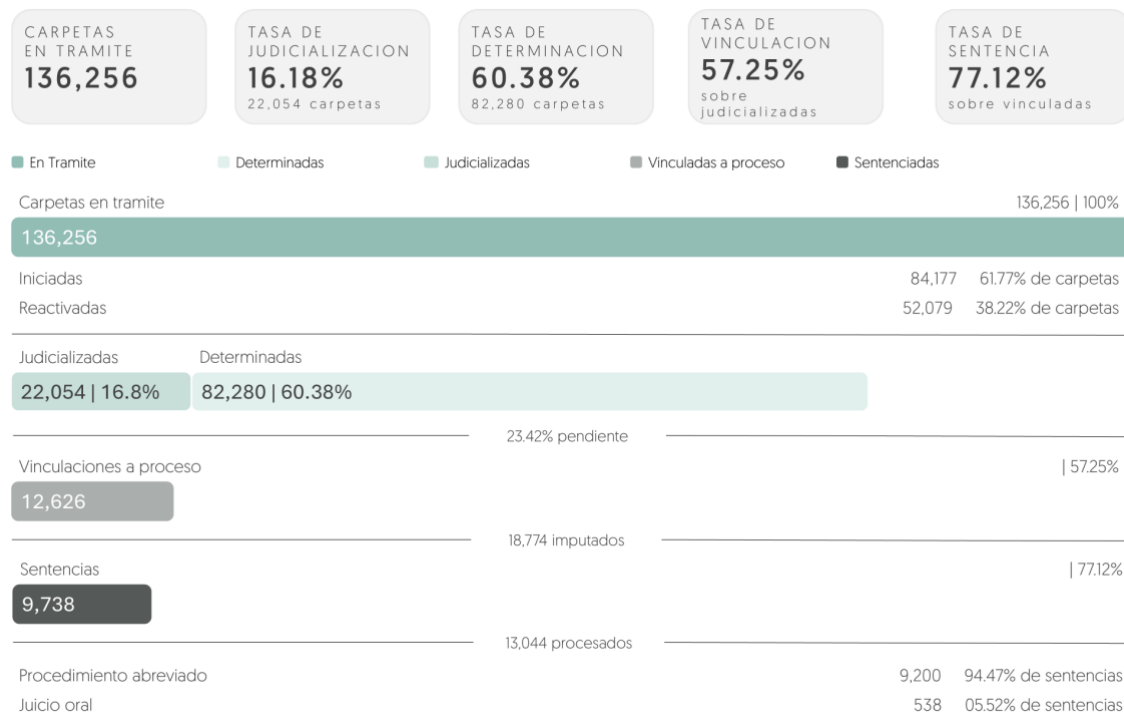 CARPETAS
EN TRAMITE
136,256
TASA DE
JUDICIALIZACION
16.18%
22,054 carpetas
TASA DE
DETERMINACION
60.38%
82,280 carpetas
TASA DE
VINCULACION
57.25%
sobre
judicializadas
TASA DE
SENTENCIA
77.12%
sobre vinculadas
En Tramite
Determinadas
Judicializadas
Vinculadas a proceso
Sentenciadas
Carpetas en tramite 136,256 | 100%
136,256
Iniciadas 84,177 61.77% de carpetas
Reactivadas 52,079 38.22% de carpetas
Judicializadas Determinadas
22,054 | 16.8% 82,280 | 60.38%
23.42% pendiente
Vinculaciones a proceso | 57.25%
12,626
18,774 imputados
Sentencias | 77.12%
9,738
13,044 procesados
Procedimiento abreviado 9,200 94.47% de sentencias
Juicio oral 538 05.52% de sentencias